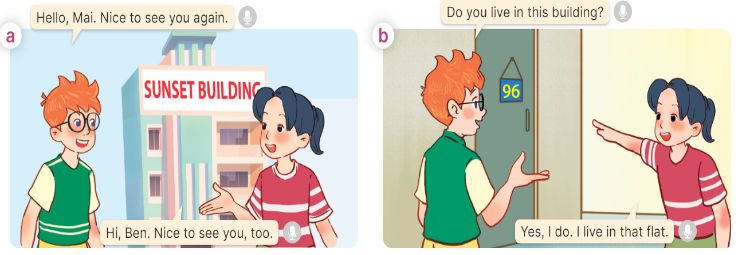 Hello, Mai. Nice to see you again.
a
SUNSET BUILDING
Hi, Ben. Nice to see you, too.
Do you live in this building?
b
96
Yes, I do. I live in that flat.